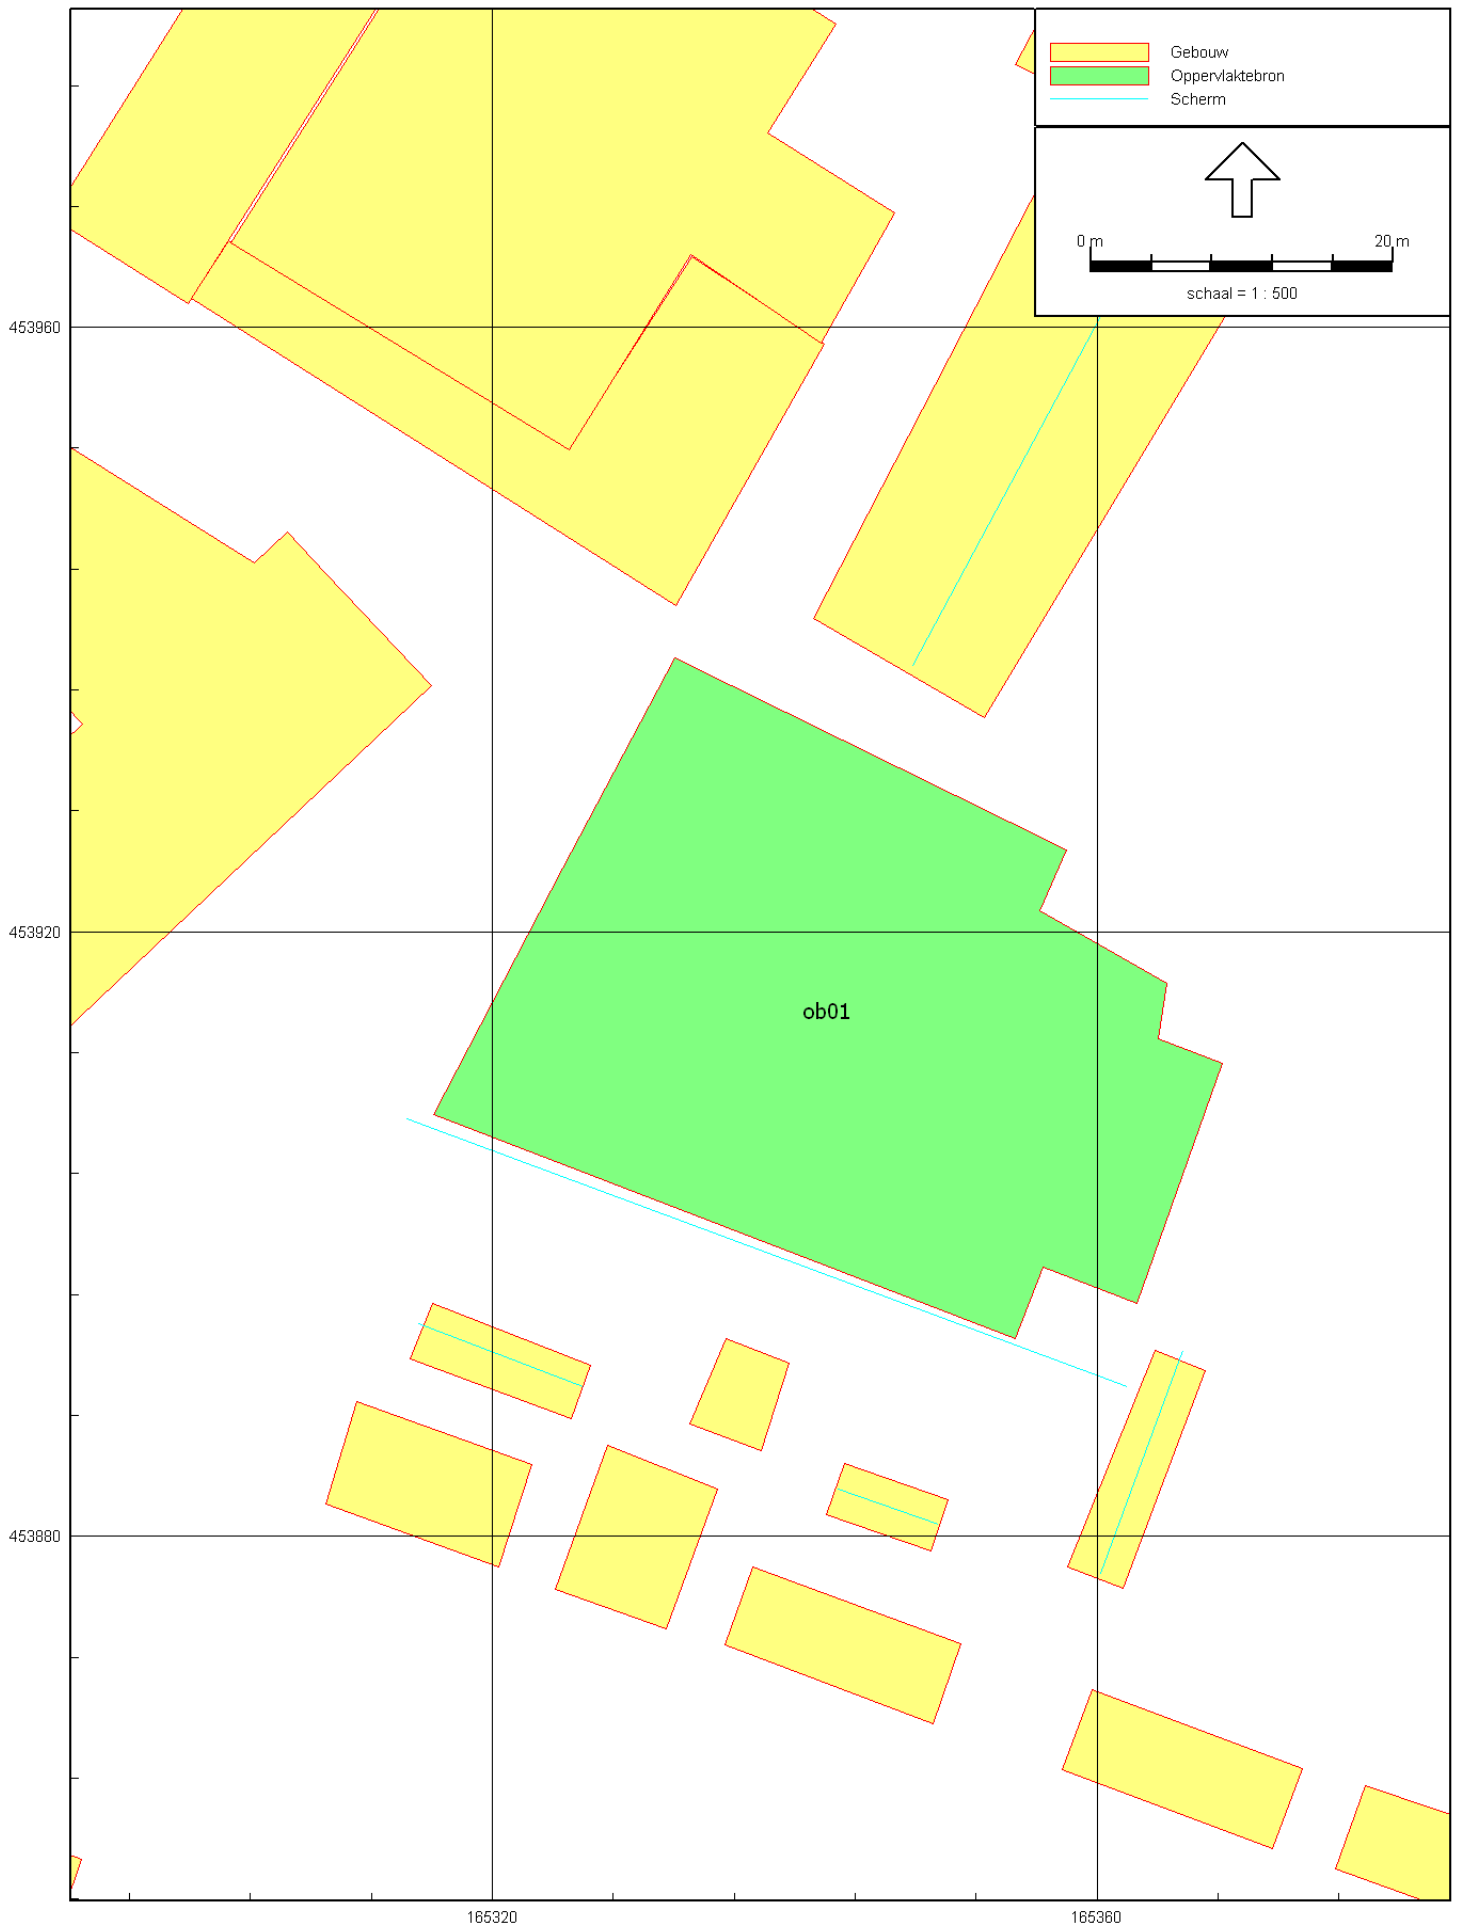 Gebouw
Oppervlaktebron
Scherm
0 m 20 m
schaal = 1 : 500
453960
453920
ob01
453880
165320 165360